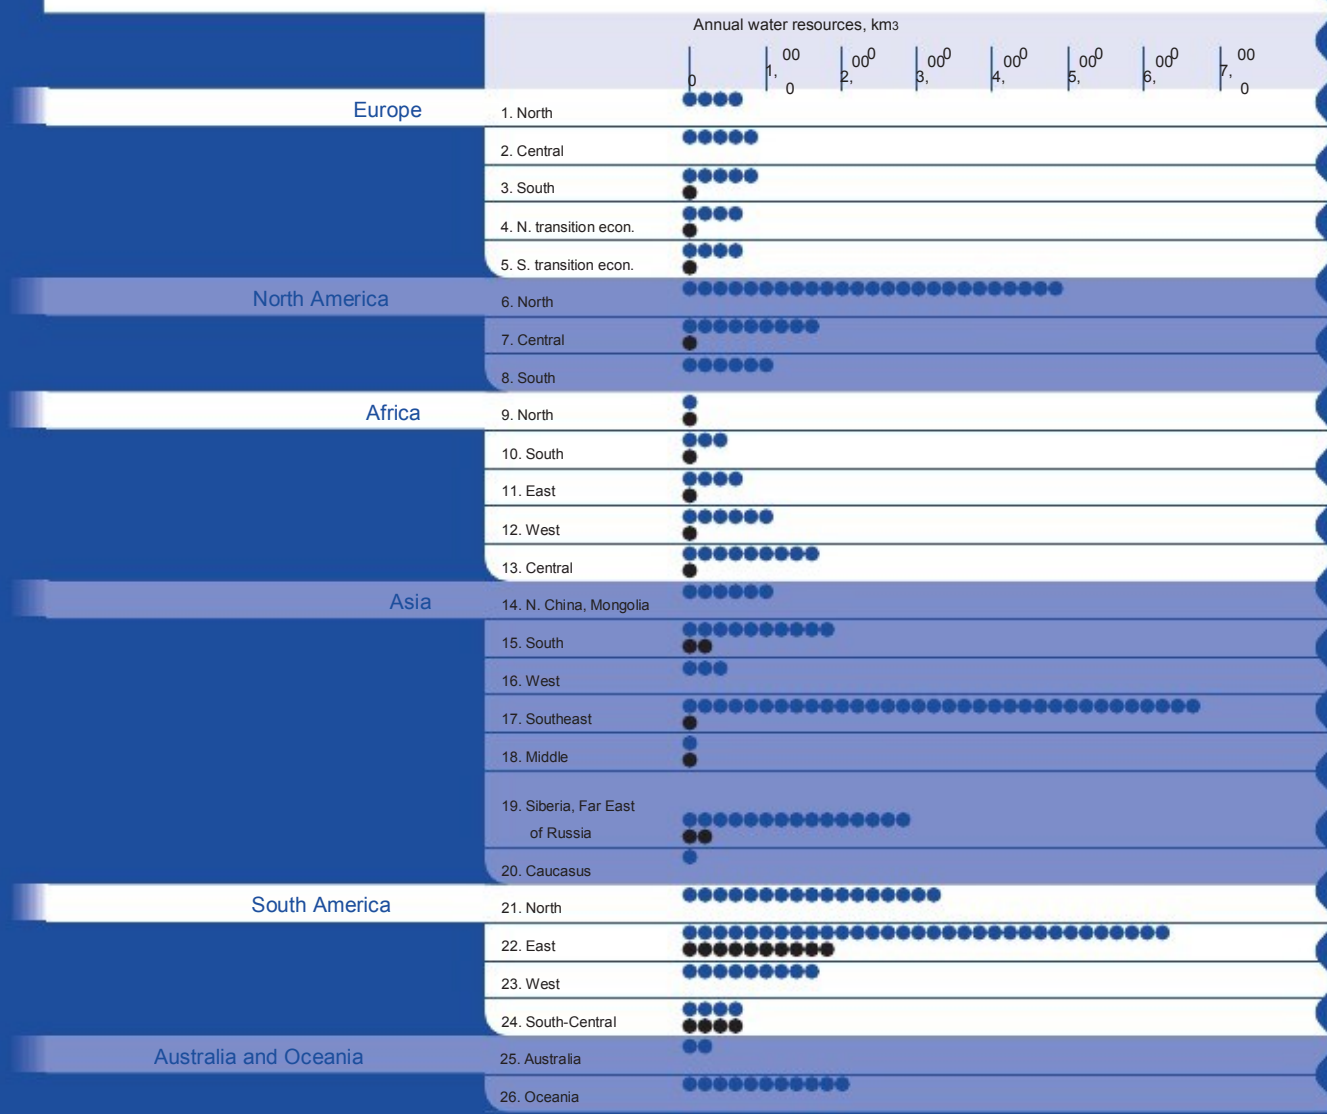 Annual water resources, km3
0 1,000 2,000 3,000 4,000 5,000 6,000 7,000
Europe
1. North
2. Central
3. South
4. N. transition econ.
5. S. transition econ.
North America
6. North
7. Central
8. South
Africa
9. North
10. South
11. East
12. West
13. Central
Asia
14. N. China, Mongolia
15. South
16. West
17. Southeast
18. Middle
19. Siberia, Far East
of Russia
20. Caucasus
South America
21. North
22. East
23. West
24. South-Central
Australia and Oceania
25. Australia
26. Oceania